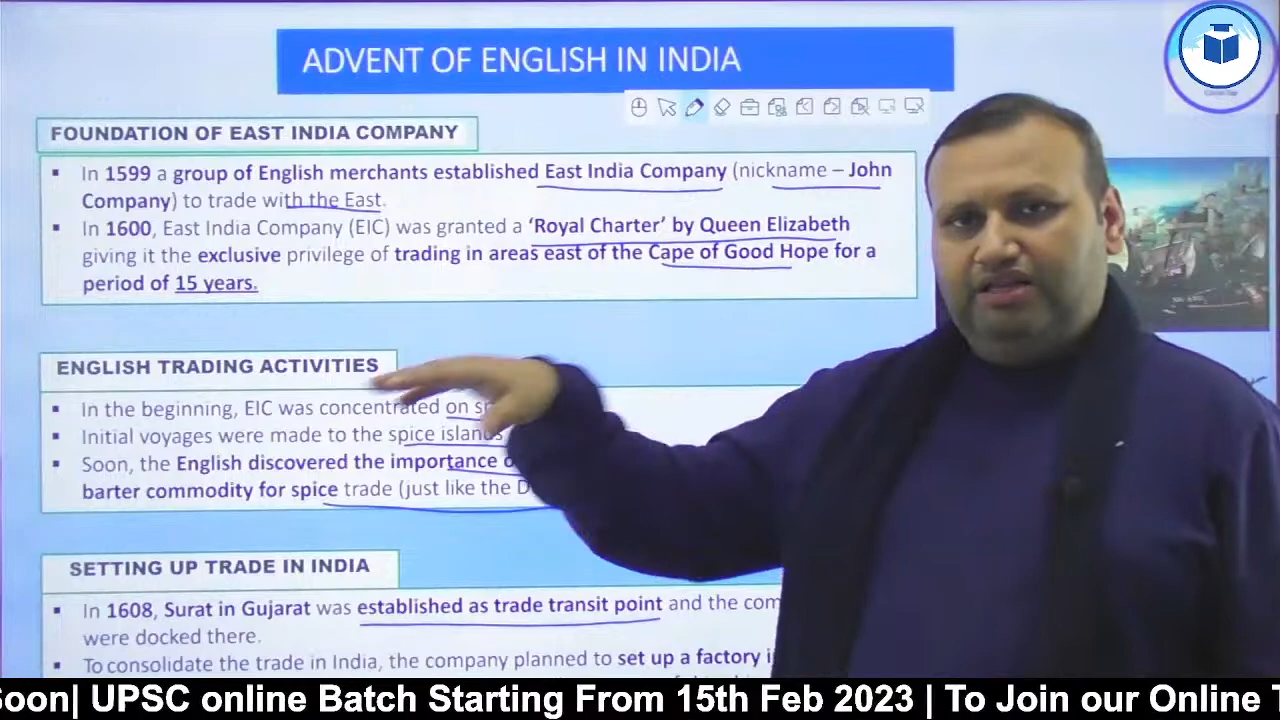 ADVENT OF ENGLISH IN INDIA
FOUNDATION OF EAST INDIA COMPANY
▪ In 1599 a group of English merchants established East India Company (nickname – John
Company) to trade with the East.
▪ In 1600, East India Company (EIC) was granted a ‘Royal Charter’ by Queen Elizabeth
giving it the exclusive privilege of trading in areas east of the Cape of Good Hope for a
period of 15 years.
ENGLISH TRADING ACTIVITIES
▪ In the beginning, EIC was concentrated on
▪ Initial voyages were made to the spice islands
▪ Soon, the English discovered the importance
barter commodity for spice trade (just like the
SETTING UP TRADE IN INDIA
▪ In 1608, Surat in Gujarat was established as trade transit point and the
were docked there.
▪ To consolidate the trade in India, the company planned to set up a factory
Soon| UPSC online Batch Starting From 15th Feb 2023 | To Join our Online